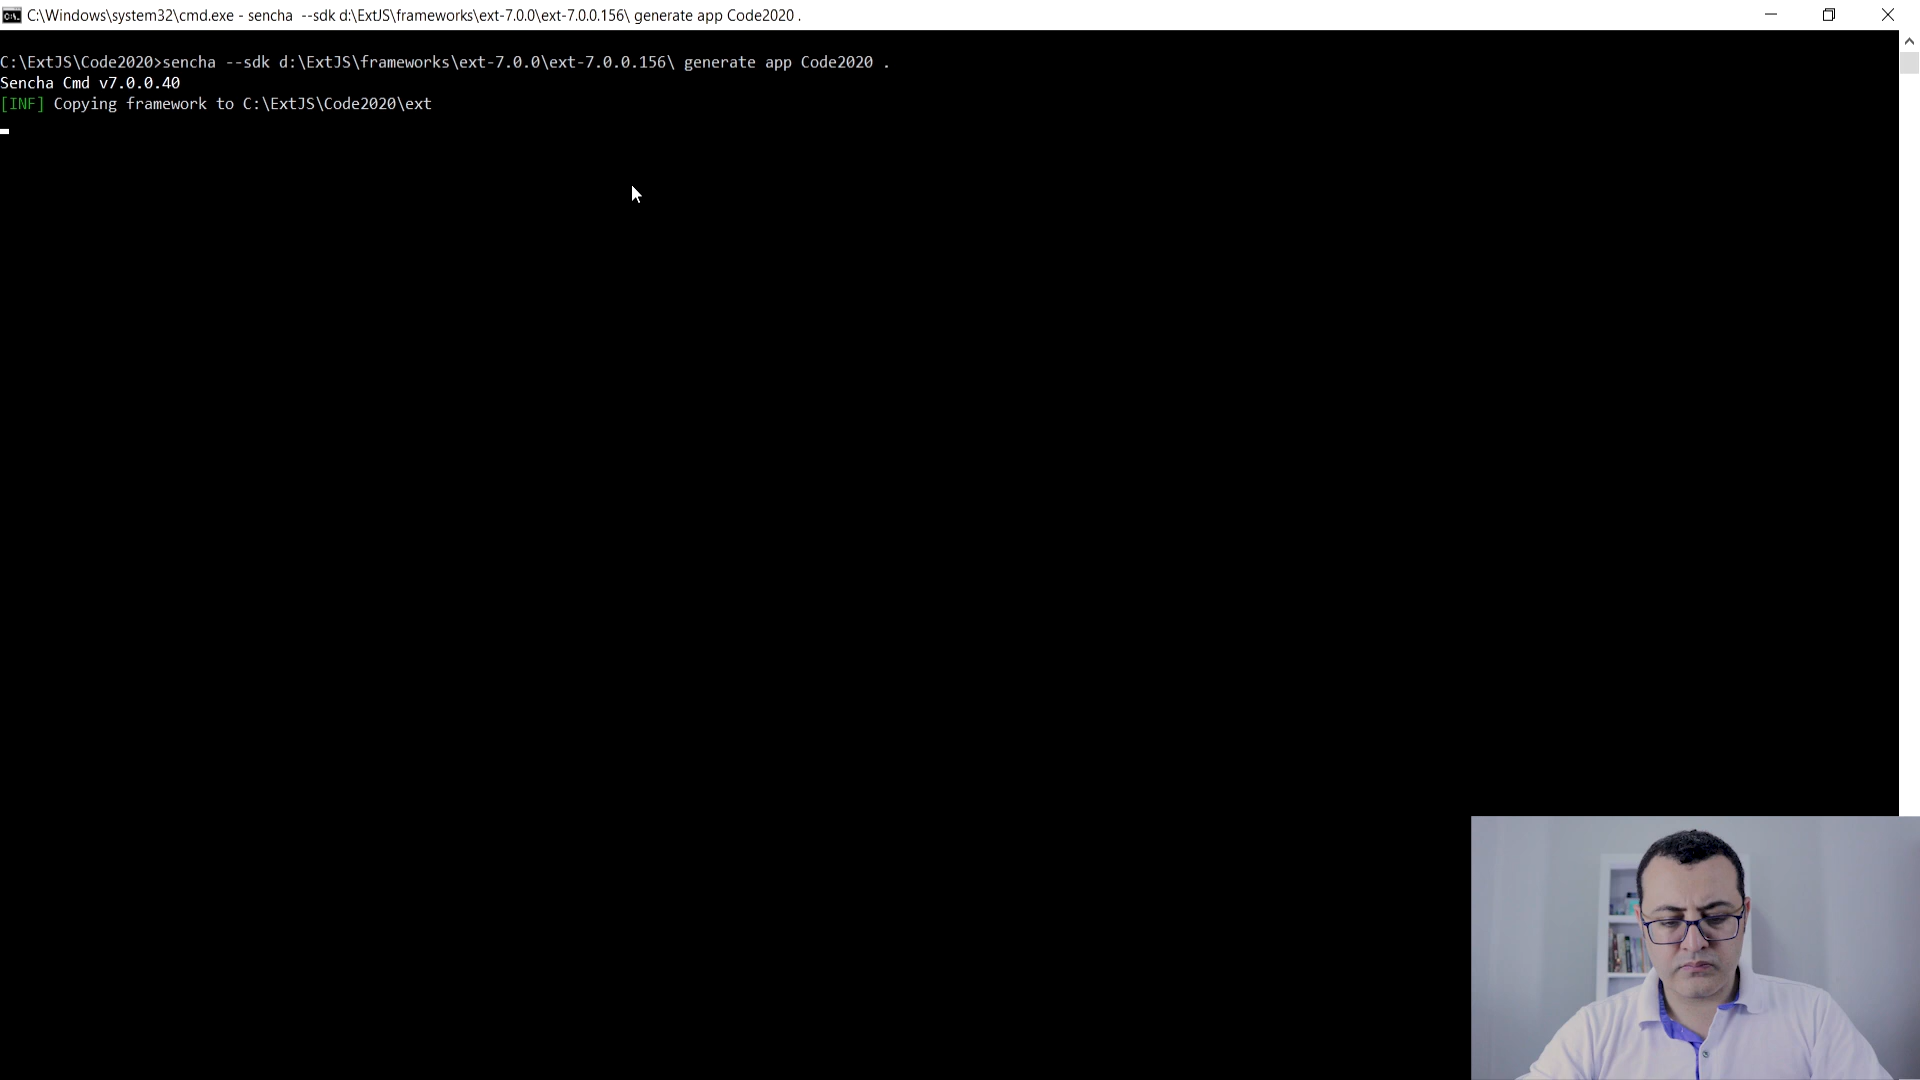 C:\Windows\system32\cmd.exe - sencha  --sdk d:\ExtJS\frameworks\ext-7.0.0\ext-7.0.0.156\ generate app Code2020 .
C:\ExtJS\Code2020>sencha --sdk d:\ExtJS\frameworks\ext-7.0.0\ext-7.0.0.156\ generate app Code2020 .
Sencha Cmd v7.0.0.40
[INF] Copying framework to C:\ExtJS\Code2020\ext